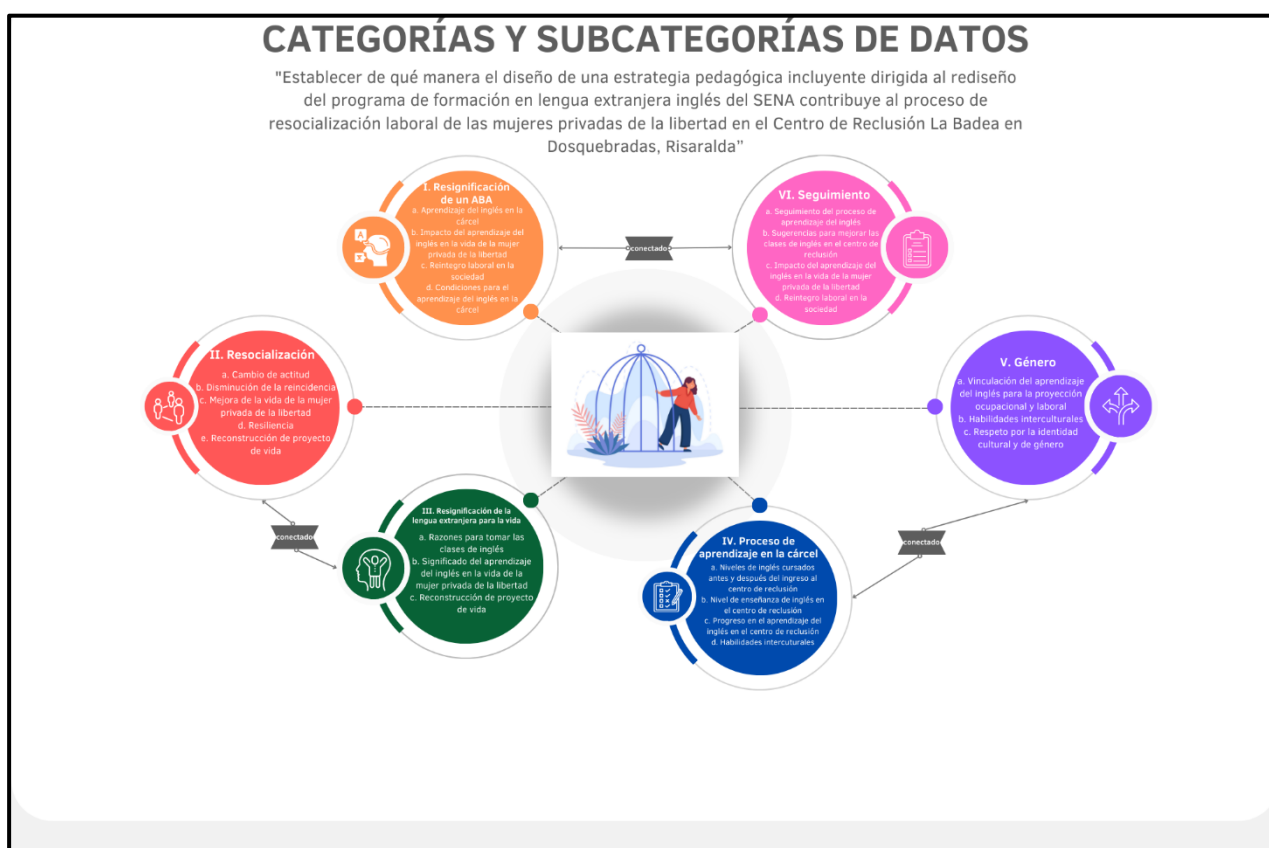 CATEGORÍAS Y SUBCATEGORÍAS DE DATOS
"Establecer de qué manera el diseño de una estrategia pedagógica incluyente dirigida al rediseño
del programa de formación en lengua extranjera inglés del SENA contribuye al proceso de
resocialización laboral de las mujeres privadas de la libertad en el Centro de Reclusión La Badea en
Dosquebradas, Risaralda"
I. Resignificación
de un ABA
a. Aprendizaje del inglés en la
cárcel
b. Impacto del aprendizaje del
inglés en la vida de la mujer
privada de la libertad
c. Reintegro laboral en la
sociedad
d. Condiciones para el
aprendizaje del inglés en la
cárcel
conectado
VI. Seguimiento
a. Seguimiento del proceso de
aprendizaje del inglés
b. Sugerencias para mejorar las
clases de inglés en el centro de
reclusión
c. Impacto del aprendizaje del
inglés en la vida de la mujer
privada de la libertad
d. Reintegro laboral en la
sociedad
II. Resocialización
a. Cambio de actitud
b. Disminución de la reincidencia
c. Mejora de la vida de la mujer
privada de la libertad
d. Resiliencia
e. Reconstrucción de proyecto
de vida
V. Género
a. Vinculación del aprendizaje
del inglés para la proyección
ocupacional y laboral
b. Habilidades interculturales
c. Respeto por la identidad
cultural y de género
conectado
III. Resignificación de la
lengua extranjera para la vida
a. Razones para tomar las
clases de inglés
b. Significado del aprendizaje
del inglés en la vida de la
mujer privada de la libertad
c. Reconstrucción de proyecto
de vida
IV. Proceso de
aprendizaje en la cárcel
a. Niveles de inglés cursados
antes y después del ingreso al
centro de reclusión
b. Nivel de enseñanza de inglés en
el centro de reclusión
c. Progreso en el aprendizaje del
inglés en el centro de reclusión
d. Habilidades intercuturales
conectado